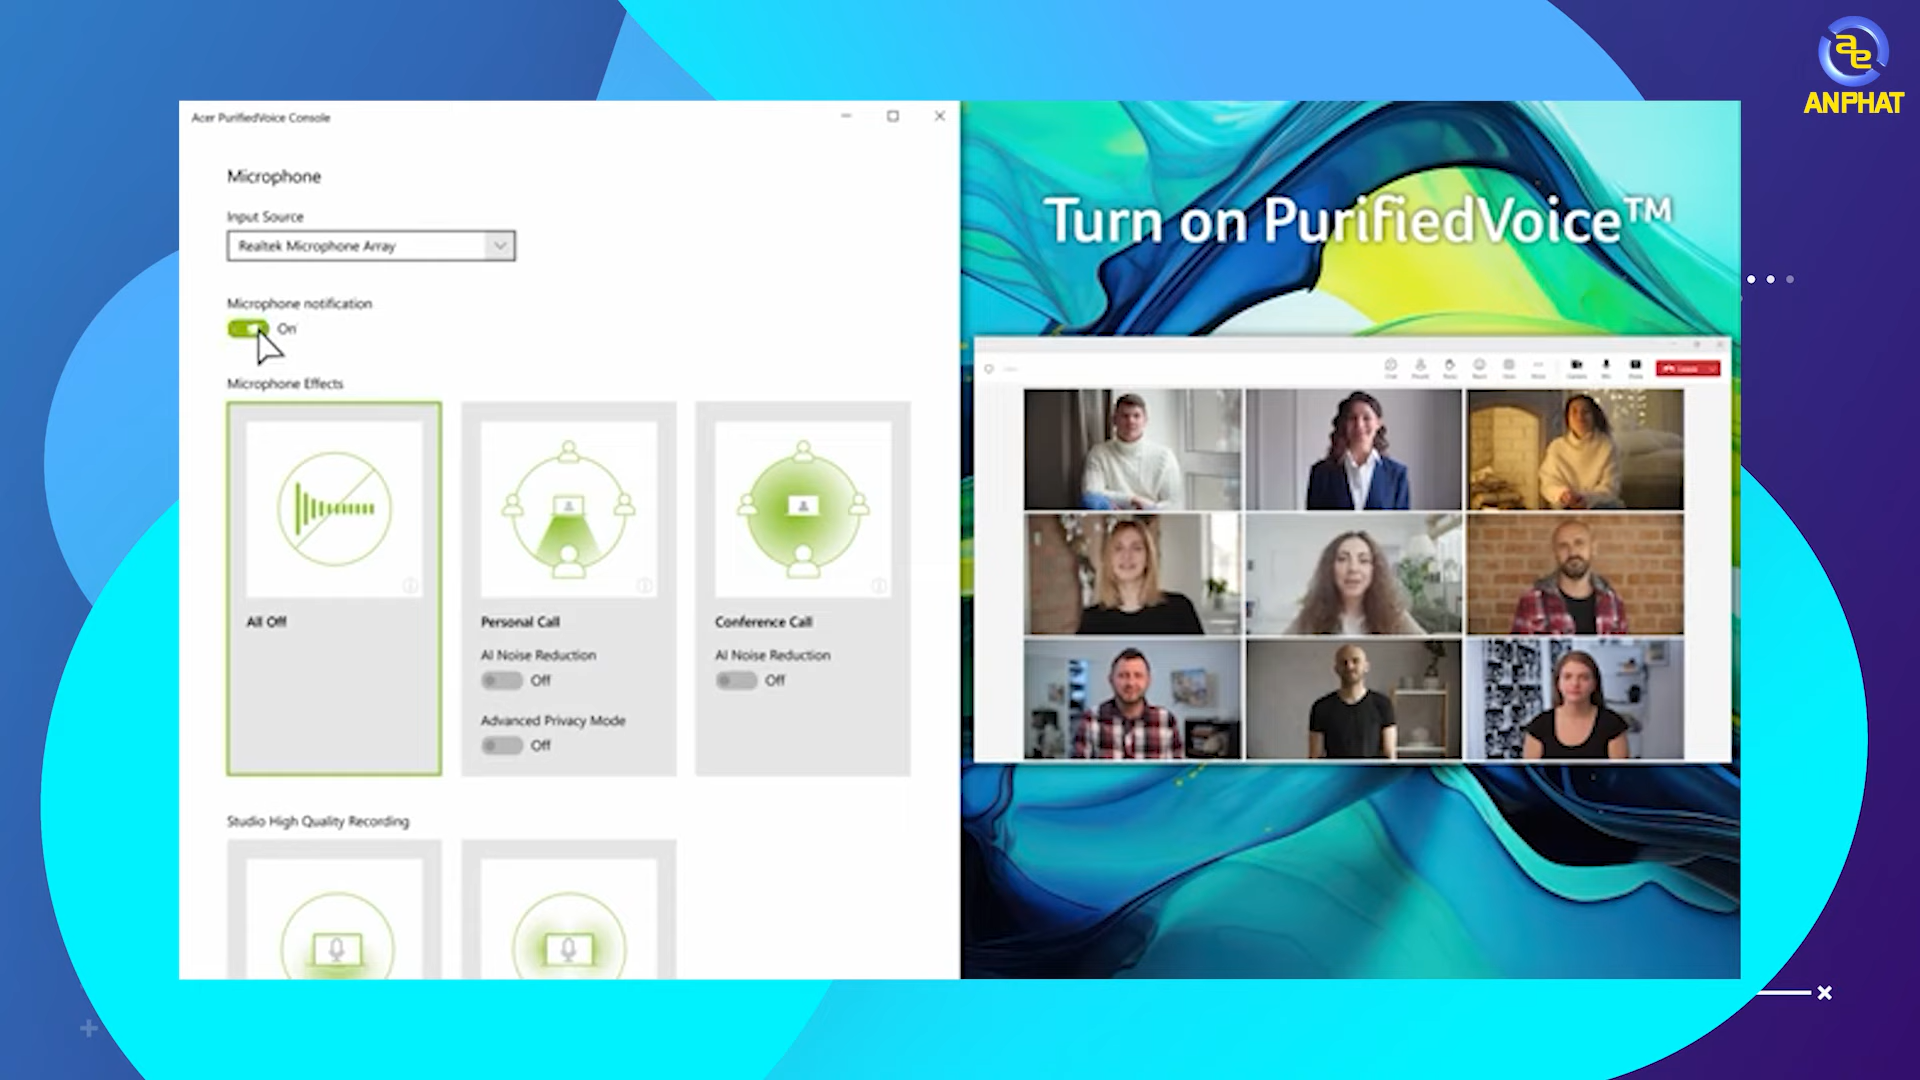 ae
ANPHAT
Acer PurifiedVoice Console
Microphone
Input Source
Realtek Microphone Array
Microphone notification
On
Microphone Effects
All Off
Personal Call
AI Noise Reduction
Off
Advanced Privacy Mode
Off
Conference Call
AI Noise Reduction
Off
Studio High Quality Recording
Turn on PurifiedVoice™